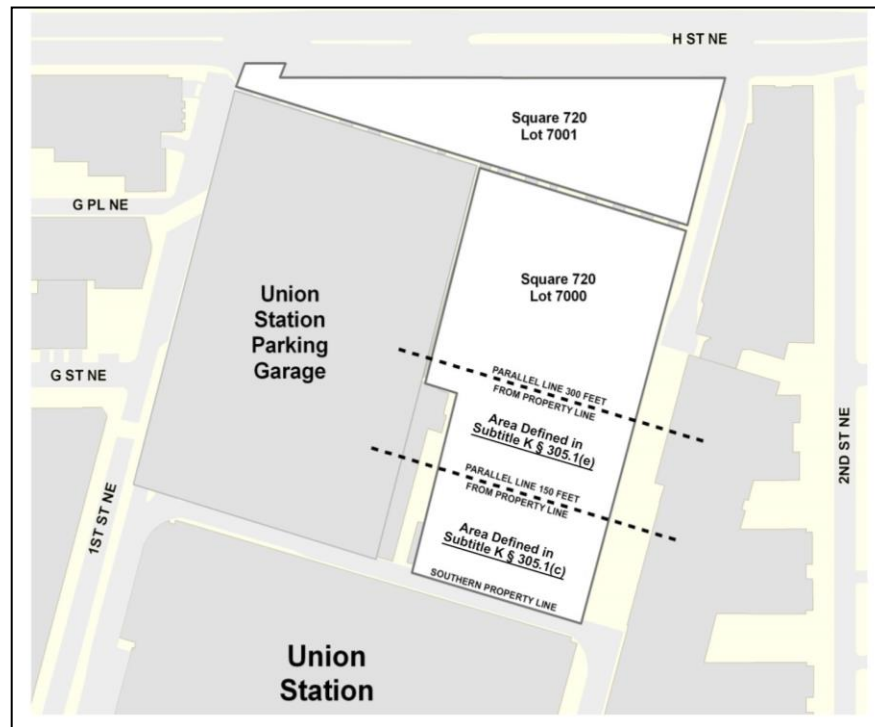 H ST NE
Square 720
Lot 7001
G PL NE
Square 720
Lot 7000
Union
Station
Parking
Garage
G ST NE
PARALLEL LINE 300 FEET
FROM PROPERTY LINE
Area Defined in
Subtitle K § 305.1(e)
PARALLEL LINE 150 FEET
FROM PROPERTY LINE
2ND ST NE
1ST ST NE
Area Defined in
Subtitle K § 305.1(c)
SOUTHERN PROPERTY LINE
Union
Station